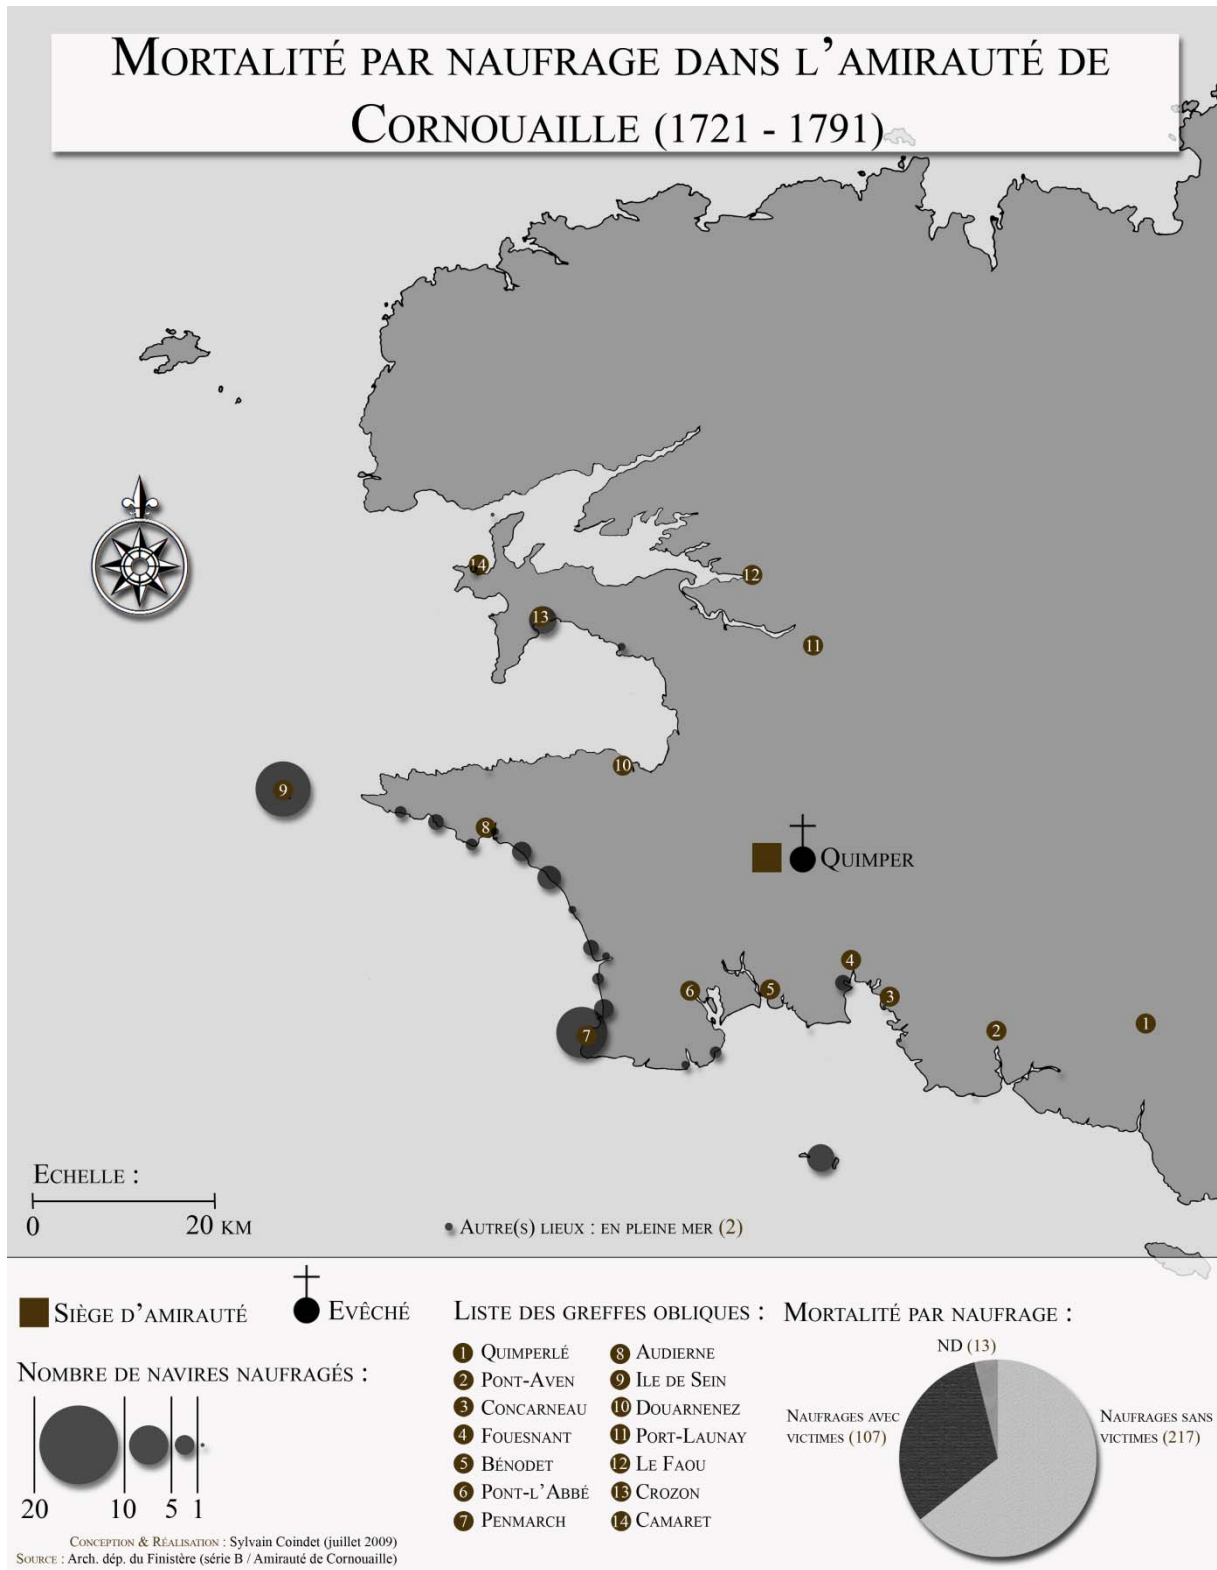 Mortalité par naufrage dans l'amirauté de
Cornouaille (1721 - 1791)
14
12
13
11
10
9
8
Quimper
4
6
5
3
2
1
7
Echelle :
0 20 km
Autre(s) lieux : en pleine mer (2)
Siège d'amirauté
Evêché
Nombre de navires naufragés :
20 10 5 1
Conception & Réalisation : Sylvain Coindet (juillet 2009)
Source : Arch. dép. du Finistère (série B / Amirauté de Cornouaille)
Liste des greffes obliques :
1 Quimperlé
2 Pont-Aven
3 Concarneau
4 Fouesnant
5 Bénodet
6 Pont-l'Abbé
7 Penmarch
8 Audierne
9 Ile de Sein
10 Douarnenez
11 Port-Launay
12 Le Faou
13 Crozon
14 Camaret
Mortalité par naufrage :
ND (13)
Naufrages avec
victimes (107)
Naufrages sans
victimes (217)